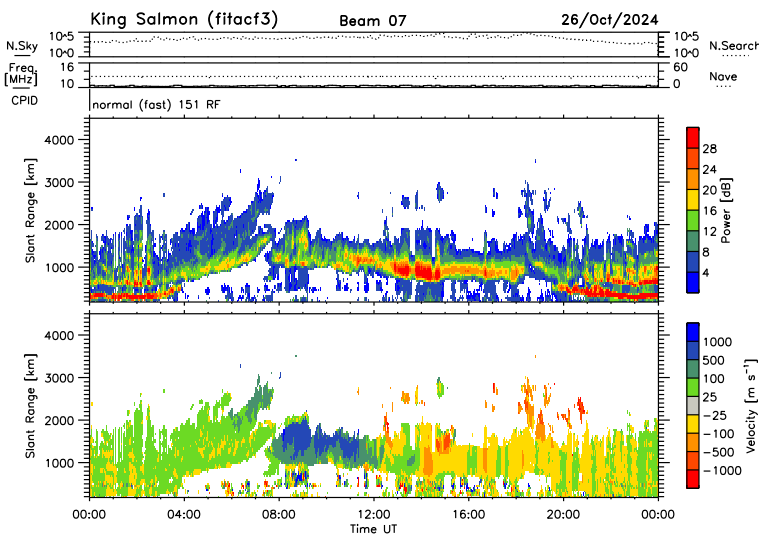 King Salmon (fitacf3) Beam 07 26/Oct/2024
N.Sky 10^5 10^0 10^5 10^0 N.Search
Freq. [MHz] 16 10 60 0 Nave
CPID normal (fast) 151 RF
Slant Range [km] 4000 3000 2000 1000
28 24 20 16 12 8 4 Power [dB]
Slant Range [km] 4000 3000 2000 1000
1000 500 100 25 −25 −100 −500 −1000 Velocity [m s⁻¹]
00:00 04:00 08:00 12:00 16:00 20:00 00:00
Time UT